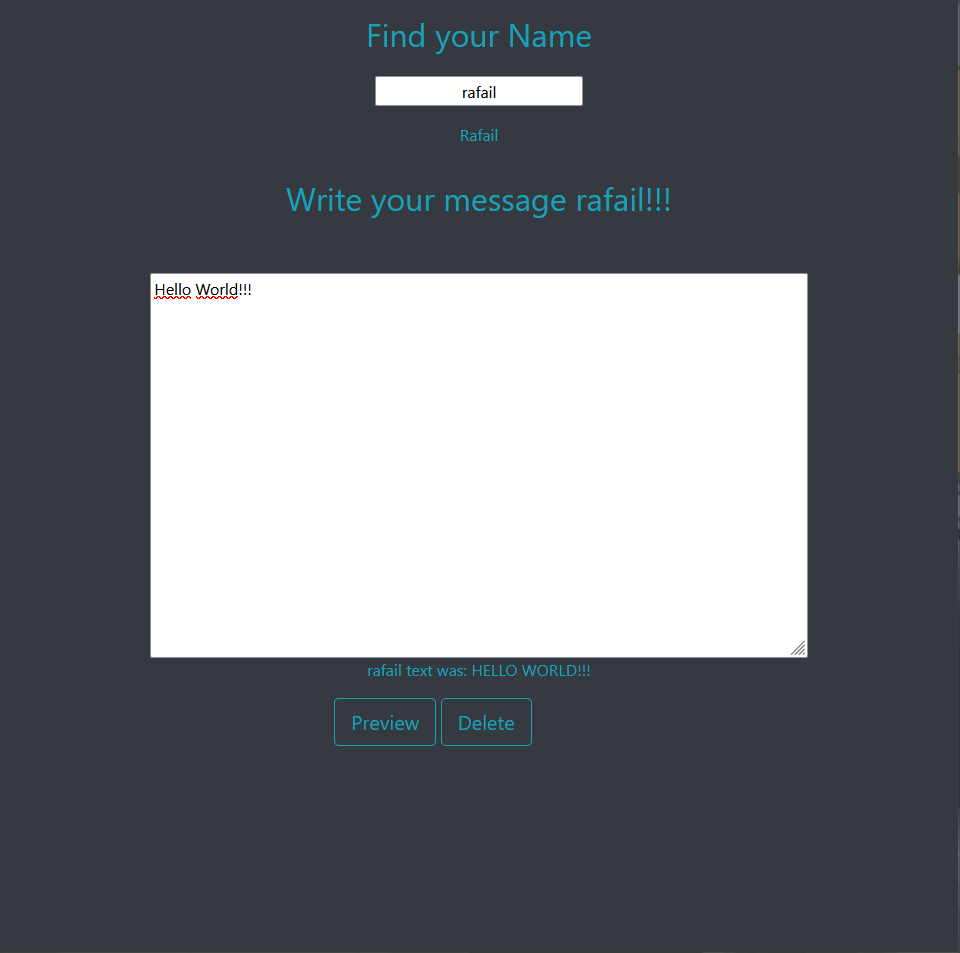 Find your Name
rafail
Rafail
Write your message rafail!!!
Hello World!!!
rafail text was: HELLO WORLD!!!
Preview Delete